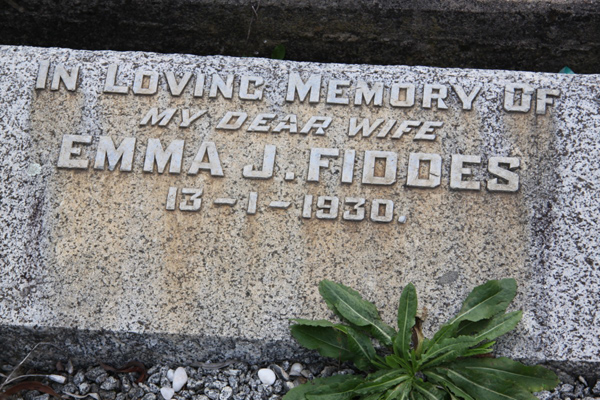 IN LOVING MEMORY OF
MY DEAR WIFE
EMMA J. FIDDES
13-1-1930.